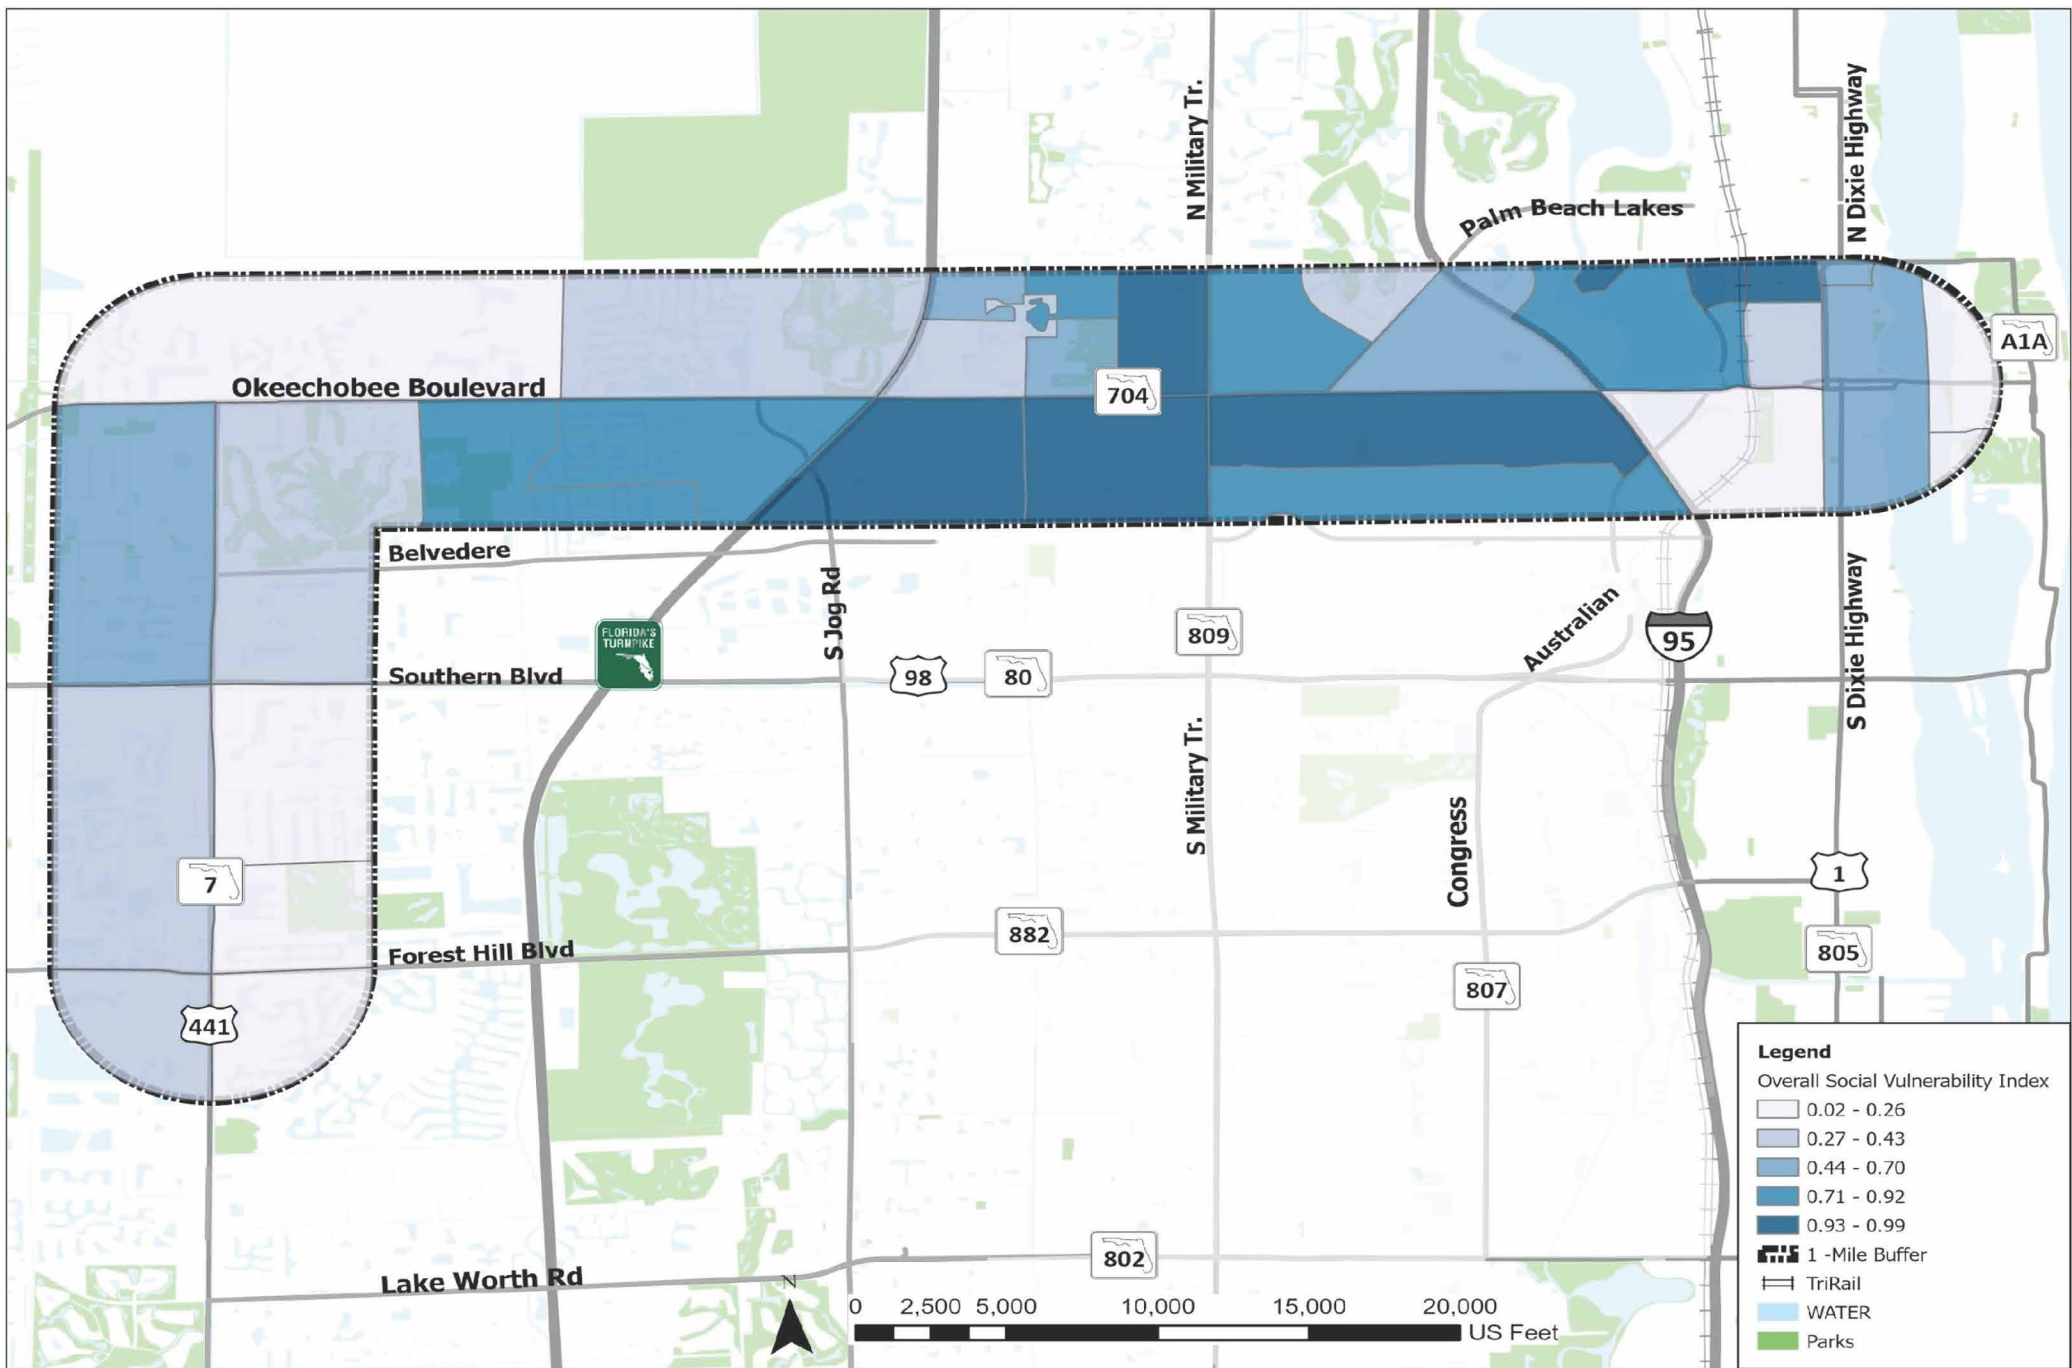 N Military Tr.
N Dixie Highway
Palm Beach Lakes
A1A
Okeechobee Boulevard
704
Belvedere
S Jog Rd
FLORIDA'S
TURNPIKE
809
Australian
95
S Dixie Highway
Southern Blvd
98
80
S Military Tr.
Congress
7
1
Forest Hill Blvd
882
805
807
441
Lake Worth Rd
802
N
0 2,500 5,000 10,000 15,000 20,000
US Feet
Legend
Overall Social Vulnerability Index
0.02 - 0.26
0.27 - 0.43
0.44 - 0.70
0.71 - 0.92
0.93 - 0.99
1 -Mile Buffer
TriRail
WATER
Parks